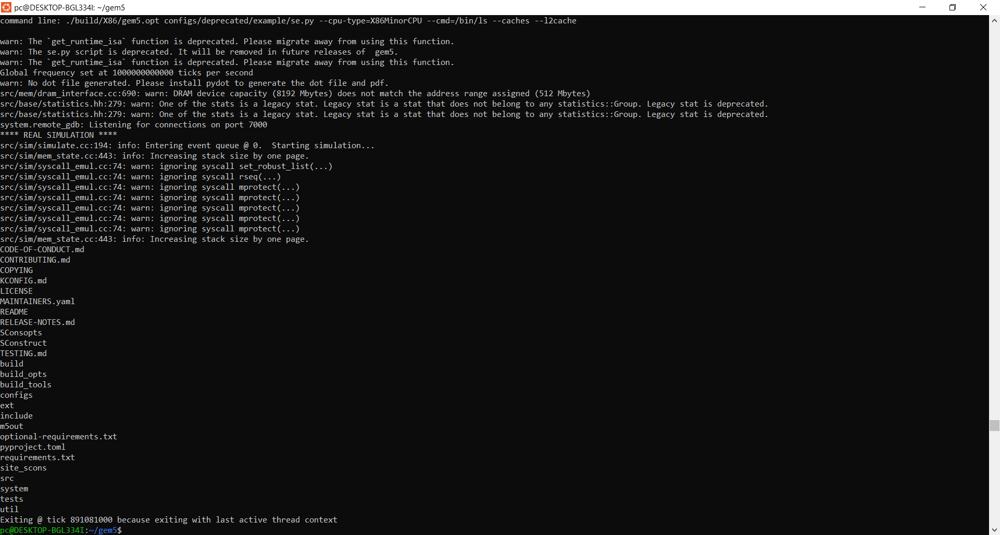 pc@DESKTOP-BGL334I: ~/gem5
command line: ./build/X86/gem5.opt configs/deprecated/example/se.py --cpu-type=X86MinorCPU --cmd=/bin/ls --caches --l2cache
warn: The `get_runtime_isa` function is deprecated. Please migrate away from using this function.
warn: The se.py script is deprecated. It will be removed in future releases of  gem5.
warn: The `get_runtime_isa` function is deprecated. Please migrate away from using this function.
Global frequency set at 1000000000000 ticks per second
warn: No dot file generated. Please install pydot to generate the dot file and pdf.
src/mem/dram_interface.cc:690: warn: DRAM device capacity (8192 Mbytes) does not match the address range assigned (512 Mbytes)
src/base/statistics.hh:279: warn: One of the stats is a legacy stat. Legacy stat is a stat that does not belong to any statistics::Group. Legacy stat is deprecated.
src/base/statistics.hh:279: warn: One of the stats is a legacy stat. Legacy stat is a stat that does not belong to any statistics::Group. Legacy stat is deprecated.
system.remote_gdb: Listening for connections on port 7000
**** REAL SIMULATION ****
src/sim/simulate.cc:194: info: Entering event queue @ 0.  Starting simulation...
src/sim/mem_state.cc:443: info: Increasing stack size by one page.
src/sim/syscall_emul.cc:74: warn: ignoring syscall set_robust_list(...)
src/sim/syscall_emul.cc:74: warn: ignoring syscall rseq(...)
src/sim/syscall_emul.cc:74: warn: ignoring syscall mprotect(...)
src/sim/syscall_emul.cc:74: warn: ignoring syscall mprotect(...)
src/sim/syscall_emul.cc:74: warn: ignoring syscall mprotect(...)
src/sim/syscall_emul.cc:74: warn: ignoring syscall mprotect(...)
src/sim/syscall_emul.cc:74: warn: ignoring syscall mprotect(...)
src/sim/mem_state.cc:443: info: Increasing stack size by one page.
CODE-OF-CONDUCT.md
CONTRIBUTING.md
COPYING
KCONFIG.md
LICENSE
MAINTAINERS.yaml
README
RELEASE-NOTES.md
SConsopts
SConstruct
TESTING.md
build
build_opts
build_tools
configs
ext
include
m5out
optional-requirements.txt
pyproject.toml
requirements.txt
site_scons
src
system
tests
util
Exiting @ tick 891081000 because exiting with last active thread context
pc@DESKTOP-BGL334I:~/gem5$